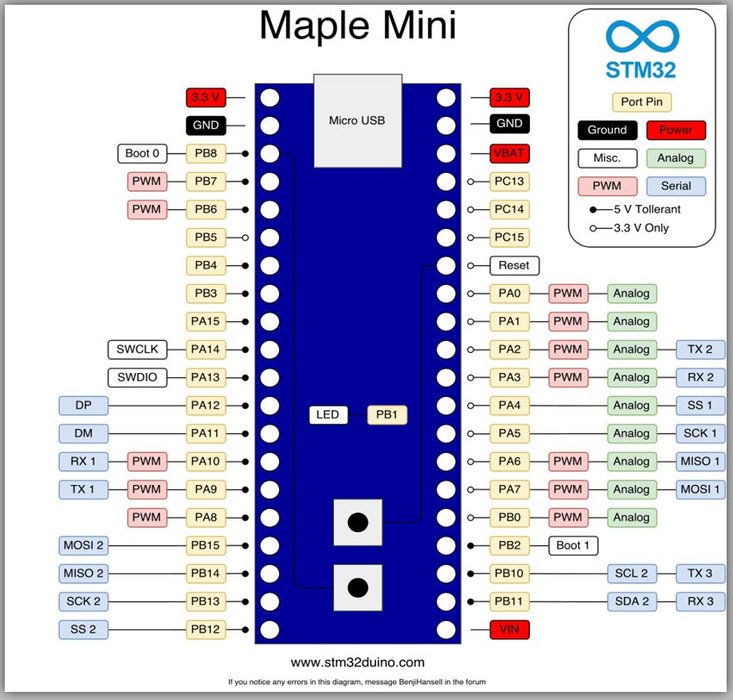 Maple Mini
STM32
Port Pin
Ground Power
Misc. Analog
PWM Serial
5 V Tollerant
3.3 V Only
Micro USB
3.3 V 3.3 V
GND GND
Boot 0 PB8 VBAT
PWM PB7 PC13
PWM PB6 PC14
PB5 PC15
PB4 Reset
PB3 PA0 PWM Analog
PA15 PA1 PWM Analog
SWCLK PA14 PA2 PWM Analog TX 2
SWDIO PA13 PA3 PWM Analog RX 2
DP PA12 PA4 Analog SS 1
LED PB1
DM PA11 PA5 Analog SCK 1
RX 1 PWM PA10 PA6 PWM Analog MISO 1
TX 1 PWM PA9 PA7 PWM Analog MOSI 1
PWM PA8 PB0 PWM Analog
MOSI 2 PB15 PB2 Boot 1
MISO 2 PB14 PB10 SCL 2 TX 3
SCK 2 PB13 PB11 SDA 2 RX 3
SS 2 PB12 VIN
www.stm32duino.com
If you notice any errors in this diagram, message BenjiHansell in the forum